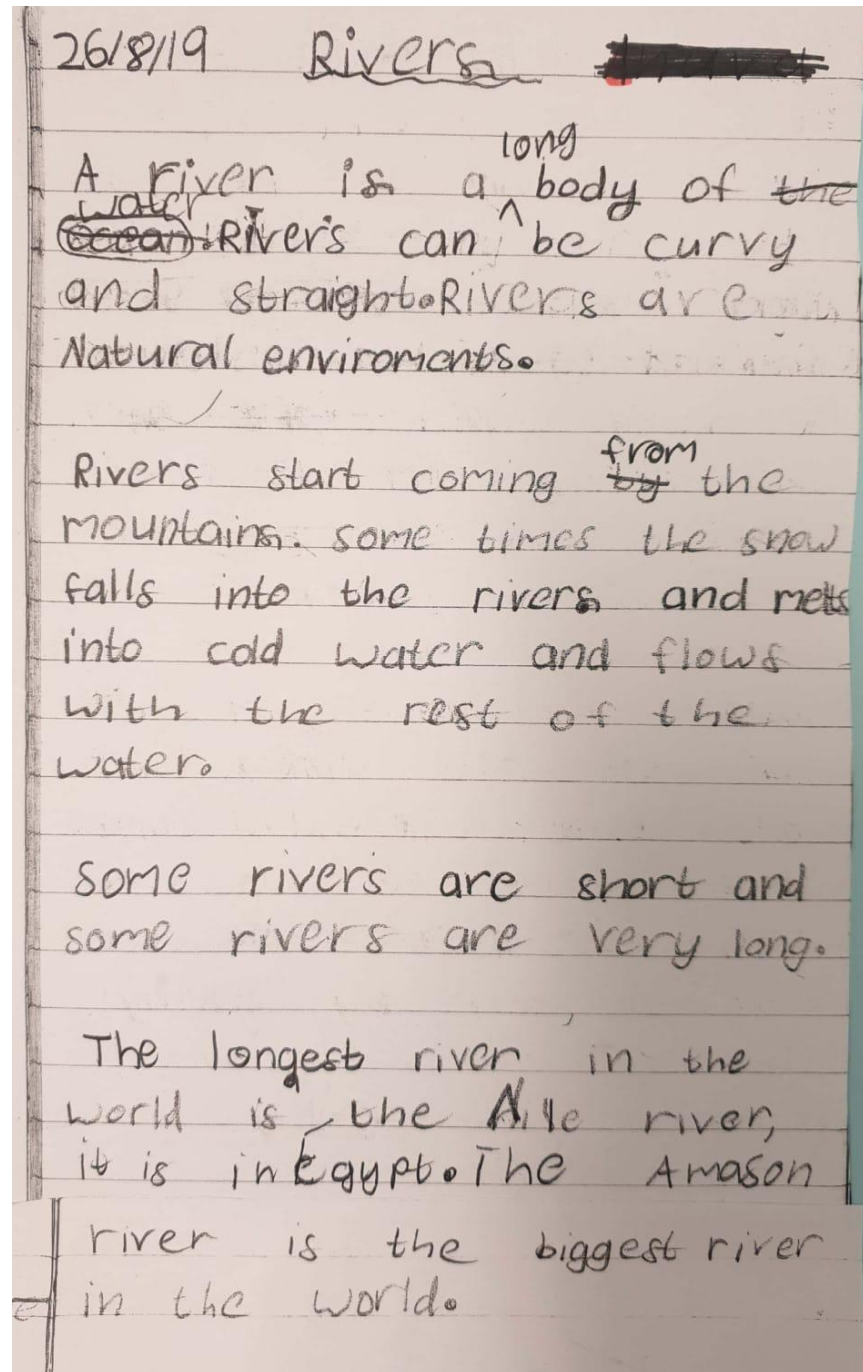 26/8/19 Rivers
long
A river is a body of the
water
ocean. Rivers can be curvy
and straight. Rivers are
Natural enviroments.
from
Rivers start coming by the
mountains. some times the snow
falls into the rivers and melts
into cold water and flows
with the rest of the
water.
Some rivers are short and
some rivers are very long.
The longest river in the
world is the Nile river,
it is in Egypt. The Amason
river is the biggest river
in the world.